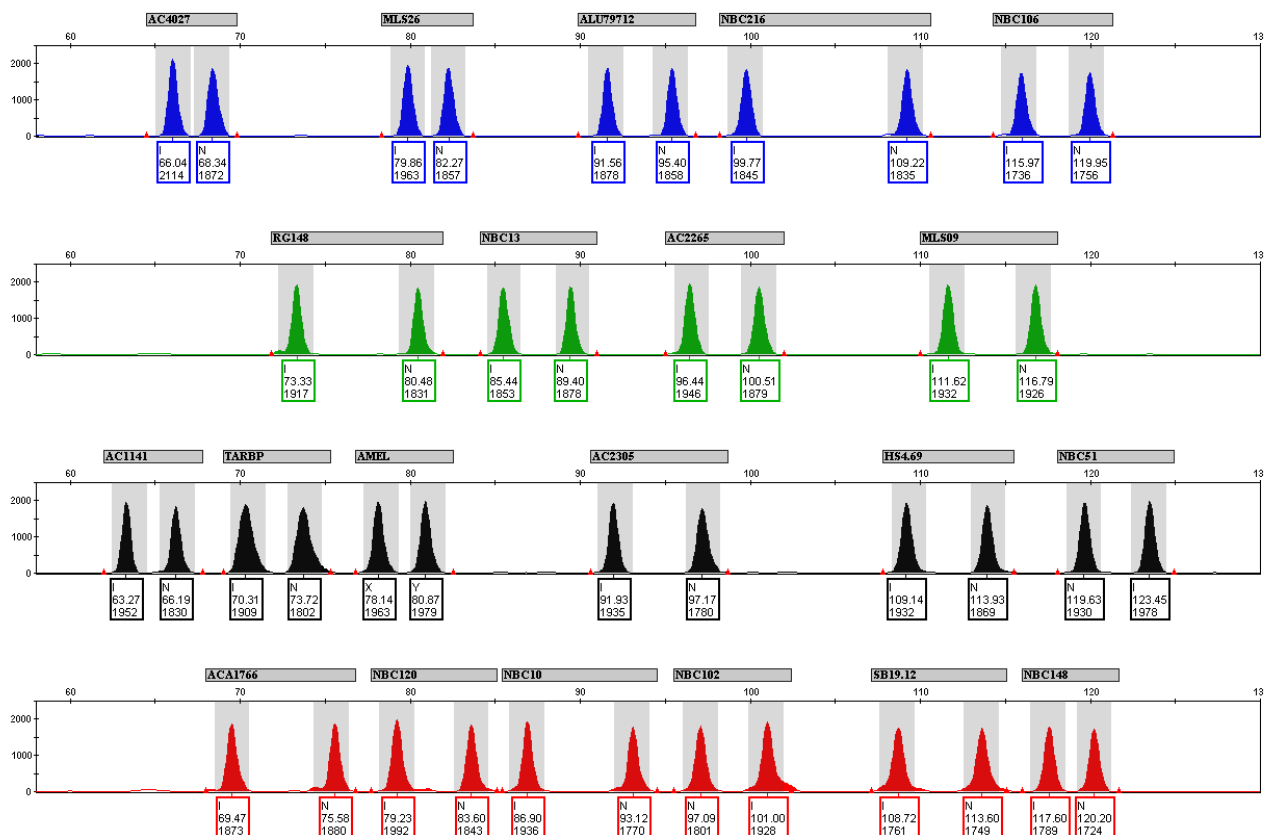 AC4027 MLS26 ALU79712 NBC216 NBC106
60 70 80 90 100 110 120 13
2000
1000
0
I N I N I N I N I N
66.04 68.34 79.86 82.27 91.56 95.40 99.77 109.22 115.97 119.95
2114 1872 1963 1857 1878 1858 1845 1835 1736 1756
RG148 NBC13 AC2265 MLS09
60 70 80 90 100 110 120 13
2000
1000
0
I N I N I N I N
73.33 80.48 85.44 89.40 96.44 100.51 111.62 116.79
1917 1831 1853 1878 1946 1879 1932 1926
AC1141 TARBP AMEL AC2305 HS4.69 NBC51
60 70 80 90 100 110 120 13
2000
1000
0
I N I N X Y I N I N N I
63.27 66.19 70.31 73.72 78.14 80.87 91.93 97.17 109.14 113.93 119.63 123.45
1952 1830 1909 1802 1963 1979 1935 1780 1932 1869 1930 1978
ACA1766 NBC120 NBC10 NBC102 SB19.12 NBC148
60 70 80 90 100 110 120 13
2000
1000
0
I N I N I N N I I N I N
69.47 75.58 79.23 83.60 86.90 93.12 97.09 101.00 108.72 113.60 117.60 120.20
1873 1880 1992 1843 1936 1770 1801 1928 1761 1749 1789 1724